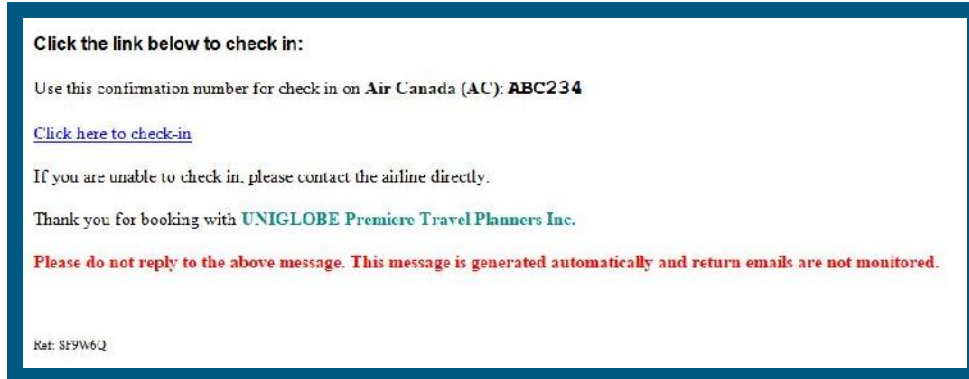 Click the link below to check in:
Use this confirmation number for check in on Air Canada (AC): ABC234
Click here to check-in
If you are unable to check in, please contact the airline directly.
Thank you for booking with UNIGLOBE Premiere Travel Planners Inc.
Please do not reply to the above message. This message is generated automatically and return emails are not monitored.
Ref: 8F9W6Q